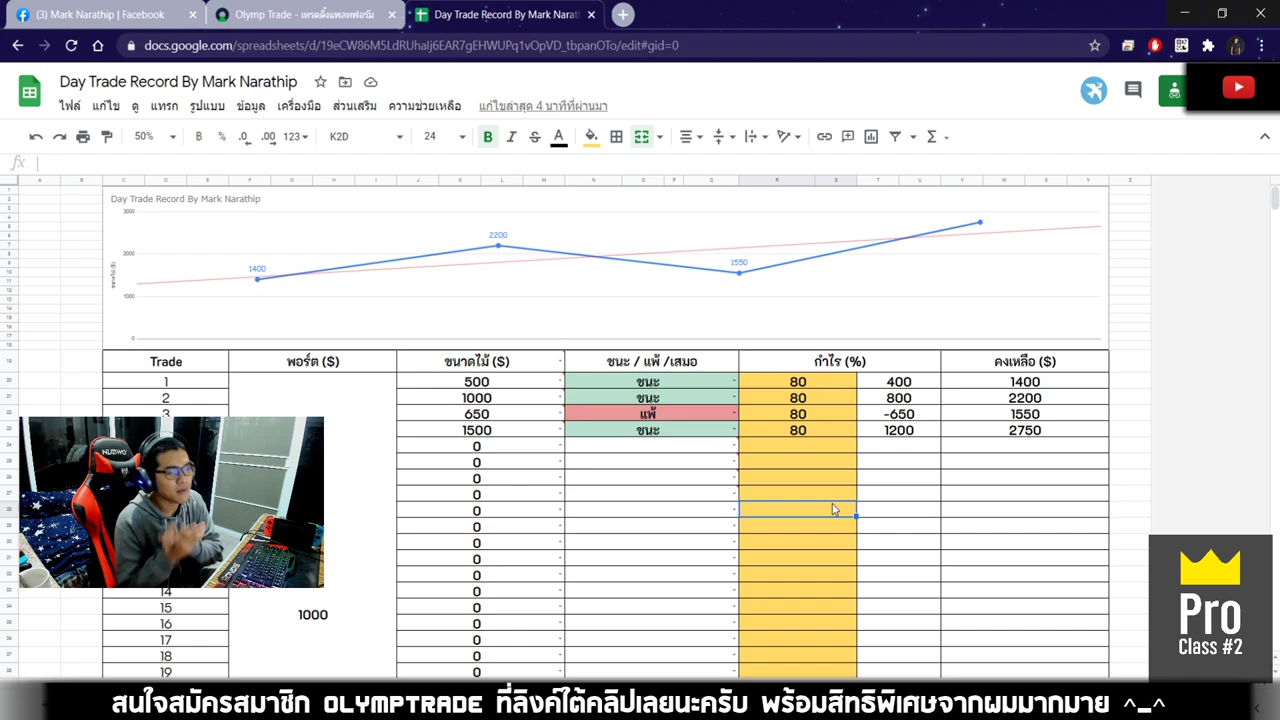 (3) Mark Narathip | Facebook
Olymp Trade - เทรดดิ้งแพลทฟอร์ม
Day Trade Record By Mark Narat
docs.google.com/spreadsheets/d/19eCW86M5LdRUhaIj6EAR7gEHWUPq1vOpVD_tbpanOTo/edit#gid=0
Day Trade Record By Mark Narathip
ไฟล์ แก้ไข ดู แทรก รูปแบบ ข้อมูล เครื่องมือ ส่วนเสริม ความช่วยเหลือ แก้ไขล่าสุด 4 นาทีที่ผ่านมา
50% ฿ % .0 .00 123 K2D 24 B I S A
fx
Day Trade Record By Mark Narathip
3000
2200
2000
1550
1400
1000
0
Trade พอร์ต ($) ขนาดไม้ ($) ชนะ / แพ้ /เสมอ กำไร (%) คงเหลือ ($)
1 500 ชนะ 80 400 1400
2 1000 ชนะ 80 800 2200
3 650 แพ้ 80 -650 1550
1500 ชนะ 80 1200 2750
0
0
0
0
0
0
0
0
0
14 0
15 1000 0
16 0
17 0
18 0
19 0
NUBWO
Pro
Class #2
สนใจสมัครสมาชิก OLYMPTRADE ที่ลิงค์ใต้คลิปเลยนะครับ พร้อมสิทธิพิเศษจากผมมากมาย ^_^